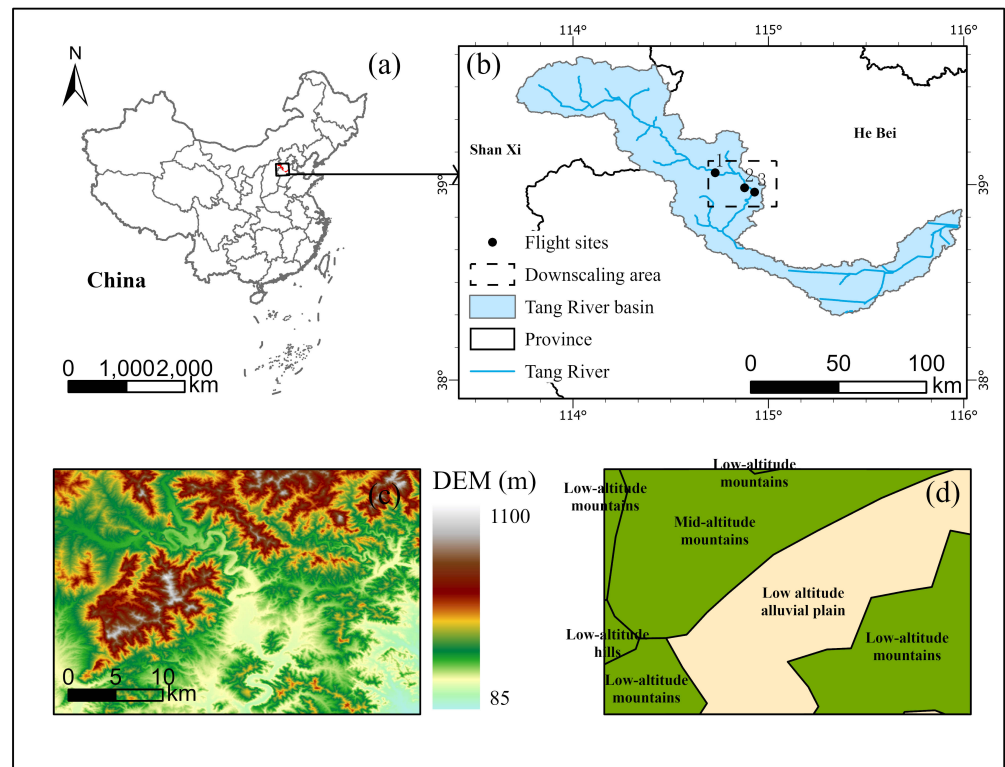 N
(a)
China
0 1,000 2,000
km
114° 115° 116°
(b)
Shan Xi
He Bei
1
2
3
39°
39°
Flight sites
Downscaling area
Tang River basin
Province
Tang River
0 50 100
km
38°
38°
114° 115° 116°
(c)
0 5 10
km
DEM (m)
1100
85
(d)
Low-altitude
mountains
Low-altitude
mountains
Mid-altitude
mountains
Low altitude
alluvial plain
Low-altitude
hills
Low-altitude
mountains
Low-altitude
mountains